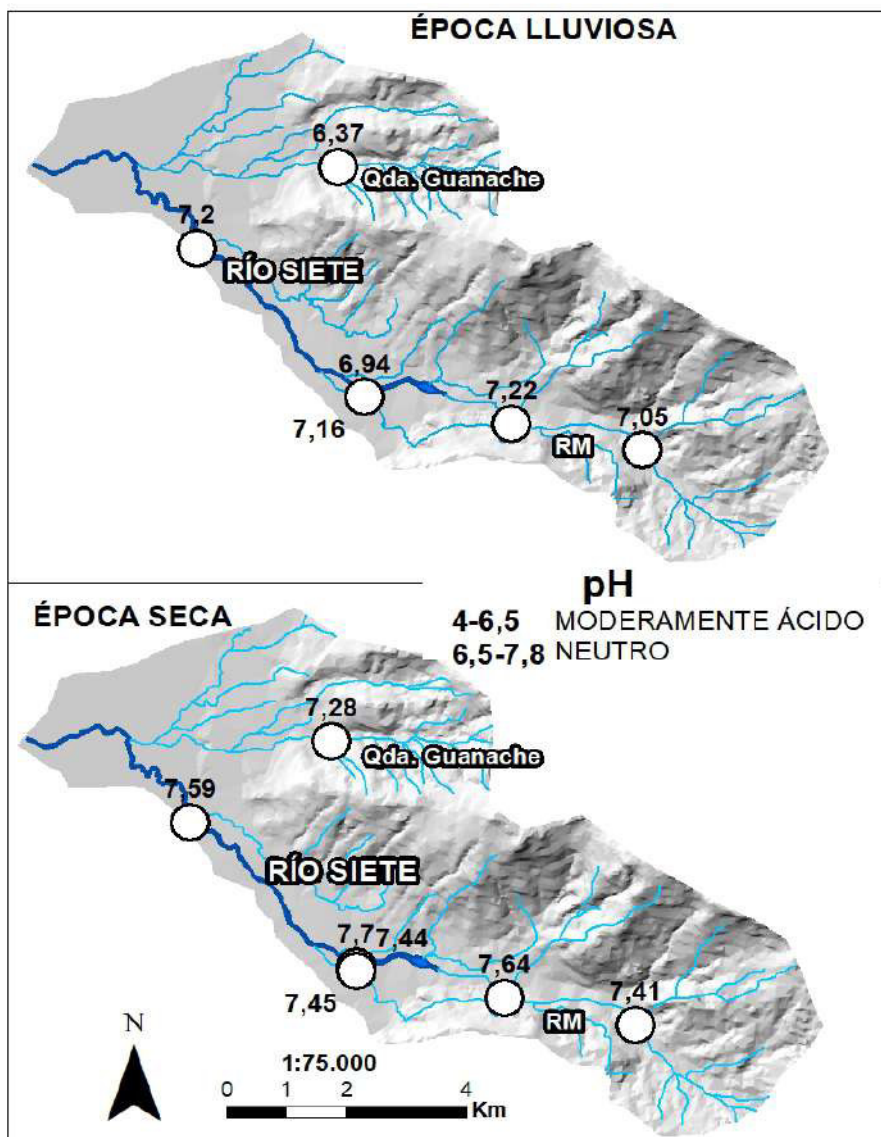 ÉPOCA LLUVIOSA
6,37
Qda. Guanache
7,2
RÍO SIETE
6,94
7,22
7,16
7,05
RM
pH
4-6,5 MODERAMENTE ÁCIDO
6,5-7,8 NEUTRO
ÉPOCA SECA
7,28
Qda. Guanache
7,59
RÍO SIETE
7,7 7,44
7,64
7,45
7,41
RM
N
1:75.000
0 1 2 4
Km